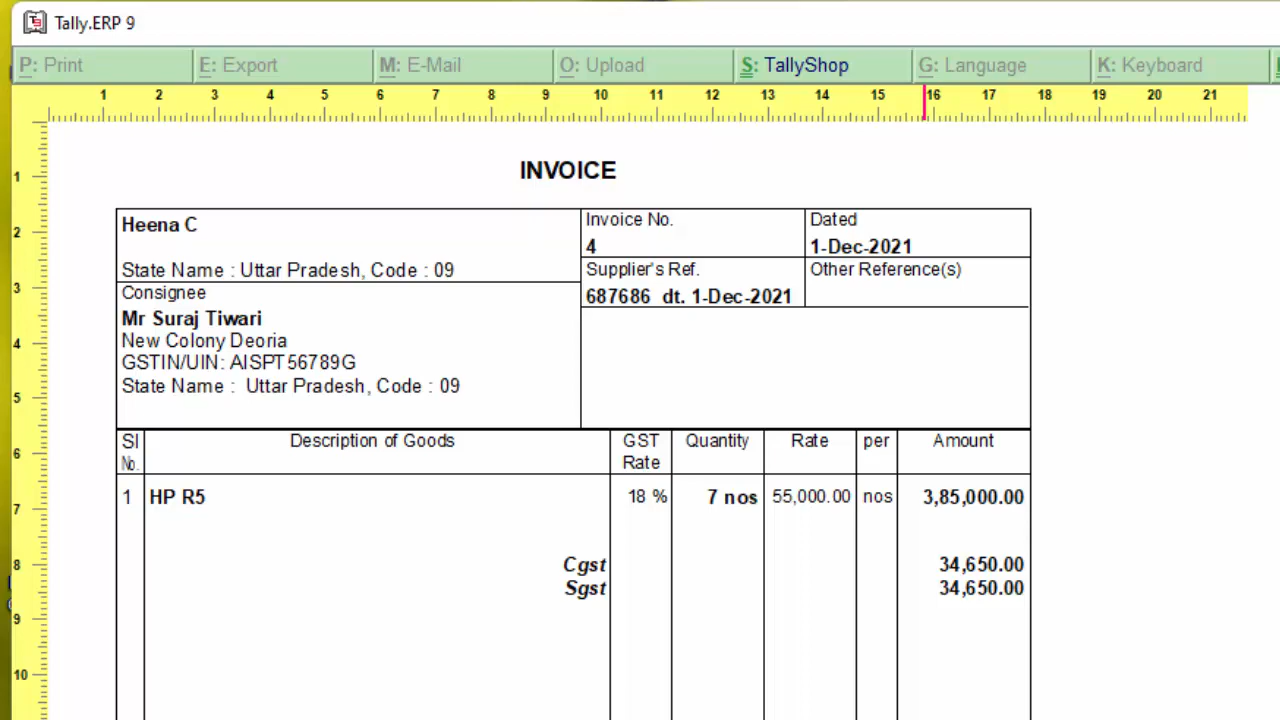 Tally.ERP 9
P: Print E: Export M: E-Mail O: Upload S: TallyShop G: Language K: Keyboard
1 2 3 4 5 6 7 8 9 10 11 12 13 14 15 16 17 18 19 20 21
INVOICE
Heena C
State Name : Uttar Pradesh, Code : 09
Invoice No.
4
Dated
1-Dec-2021
Supplier's Ref.
687686 dt. 1-Dec-2021
Other Reference(s)
Consignee
Mr Suraj Tiwari
New Colony Deoria
GSTIN/UIN: AISPT56789G
State Name : Uttar Pradesh, Code : 09
Sl No. Description of Goods GST Rate Quantity Rate per Amount
1 HP R5 18 % 7 nos 55,000.00 nos 3,85,000.00
Cgst 34,650.00
Sgst 34,650.00
1
2
3
4
5
6
7
8
9
10